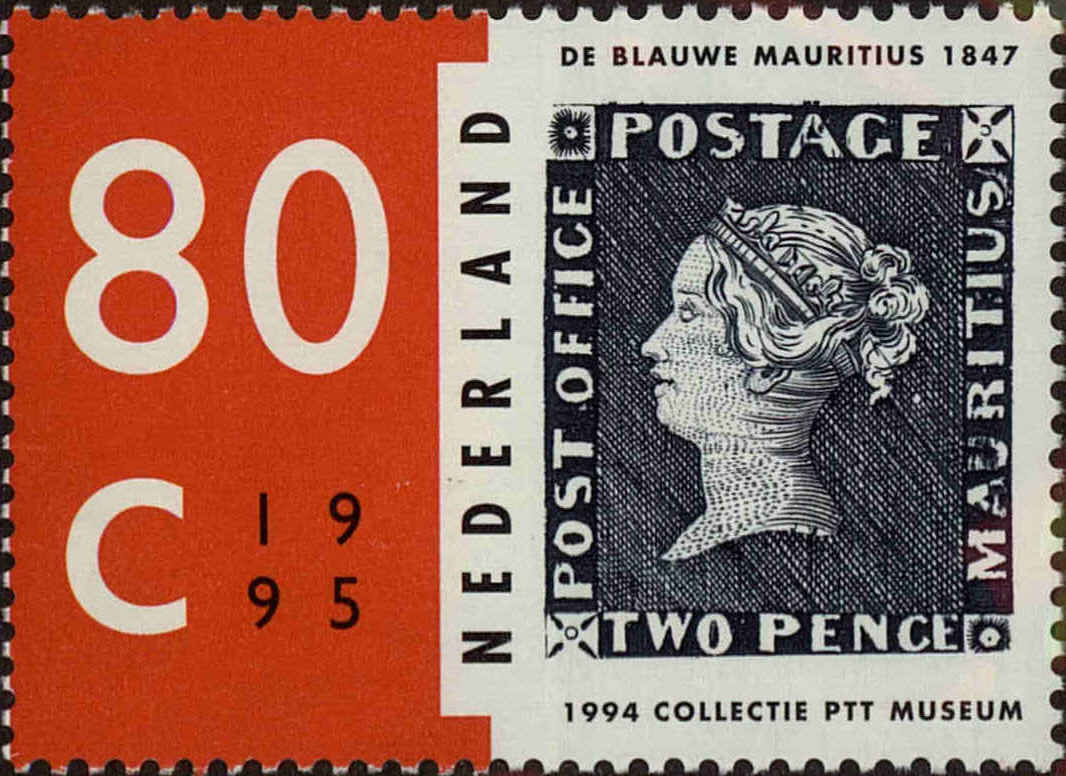 80
C
19
95
NEDERLAND
DE BLAUWE MAURITIUS 1847
POSTAGE
POST OFFICE
MAURITIUS
TWO PENCE
1994 COLLECTIE PTT MUSEUM